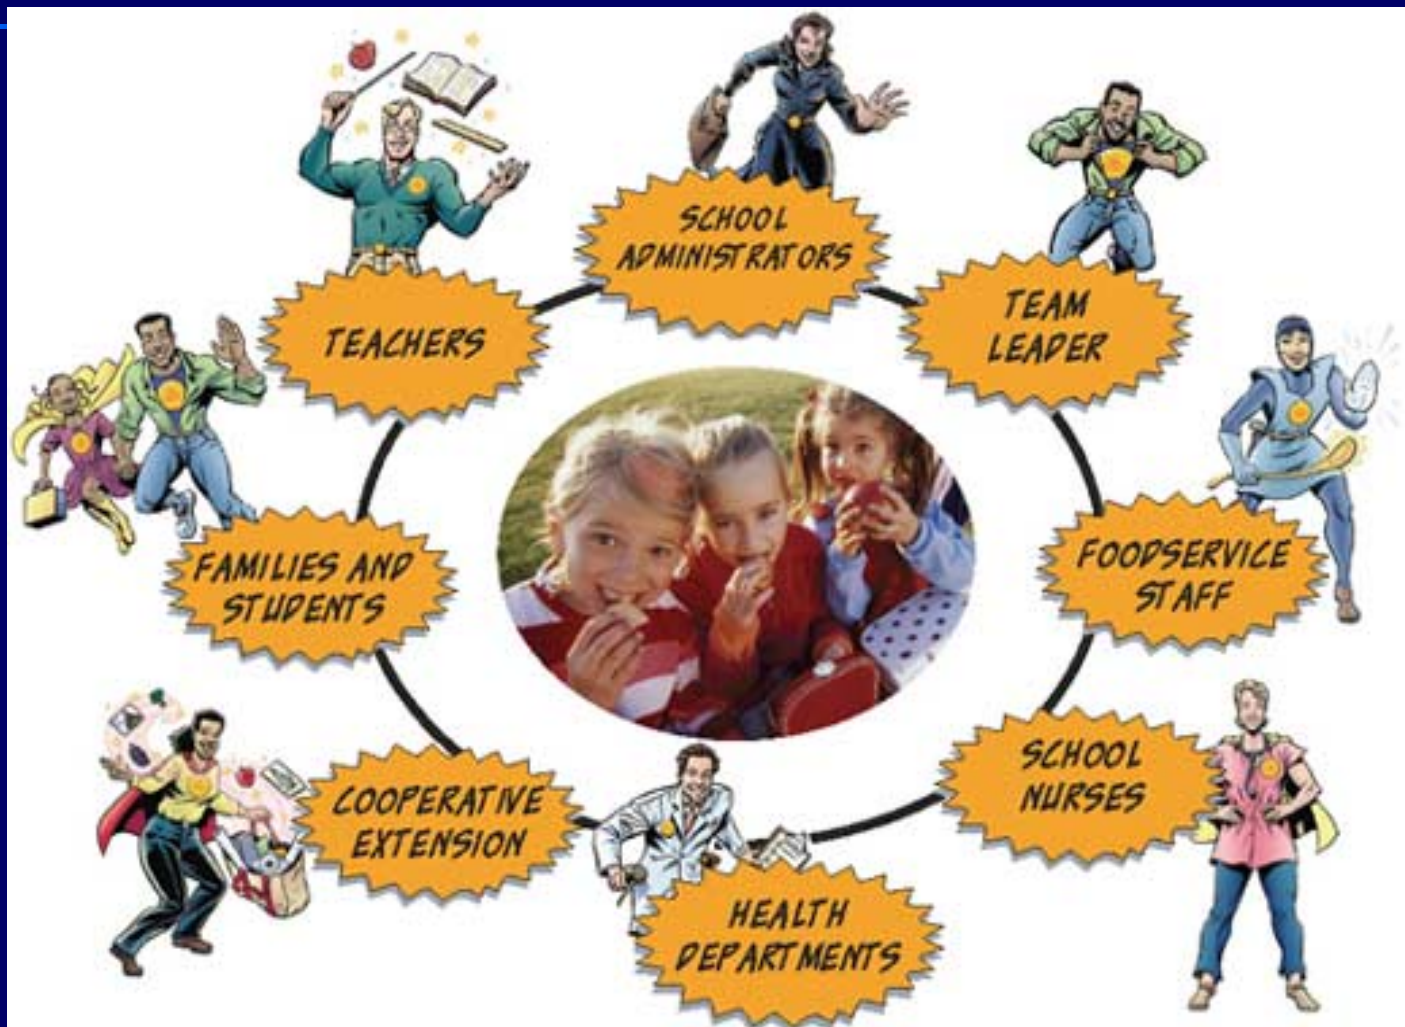 SCHOOL
ADMINISTRATORS
TEAM
LEADER
TEACHERS
FOODSERVICE
STAFF
FAMILIES AND
STUDENTS
SCHOOL
NURSES
COOPERATIVE
EXTENSION
HEALTH
DEPARTMENTS